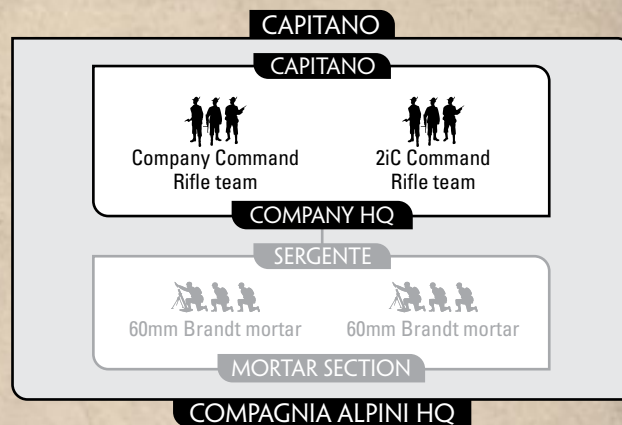 CAPITANO
CAPITANO
Company Command
Rifle team
2iC Command
Rifle team
COMPANY HQ
SERGENTE
60mm Brandt mortar
60mm Brandt mortar
MORTAR SECTION
COMPAGNIA ALPINI HQ